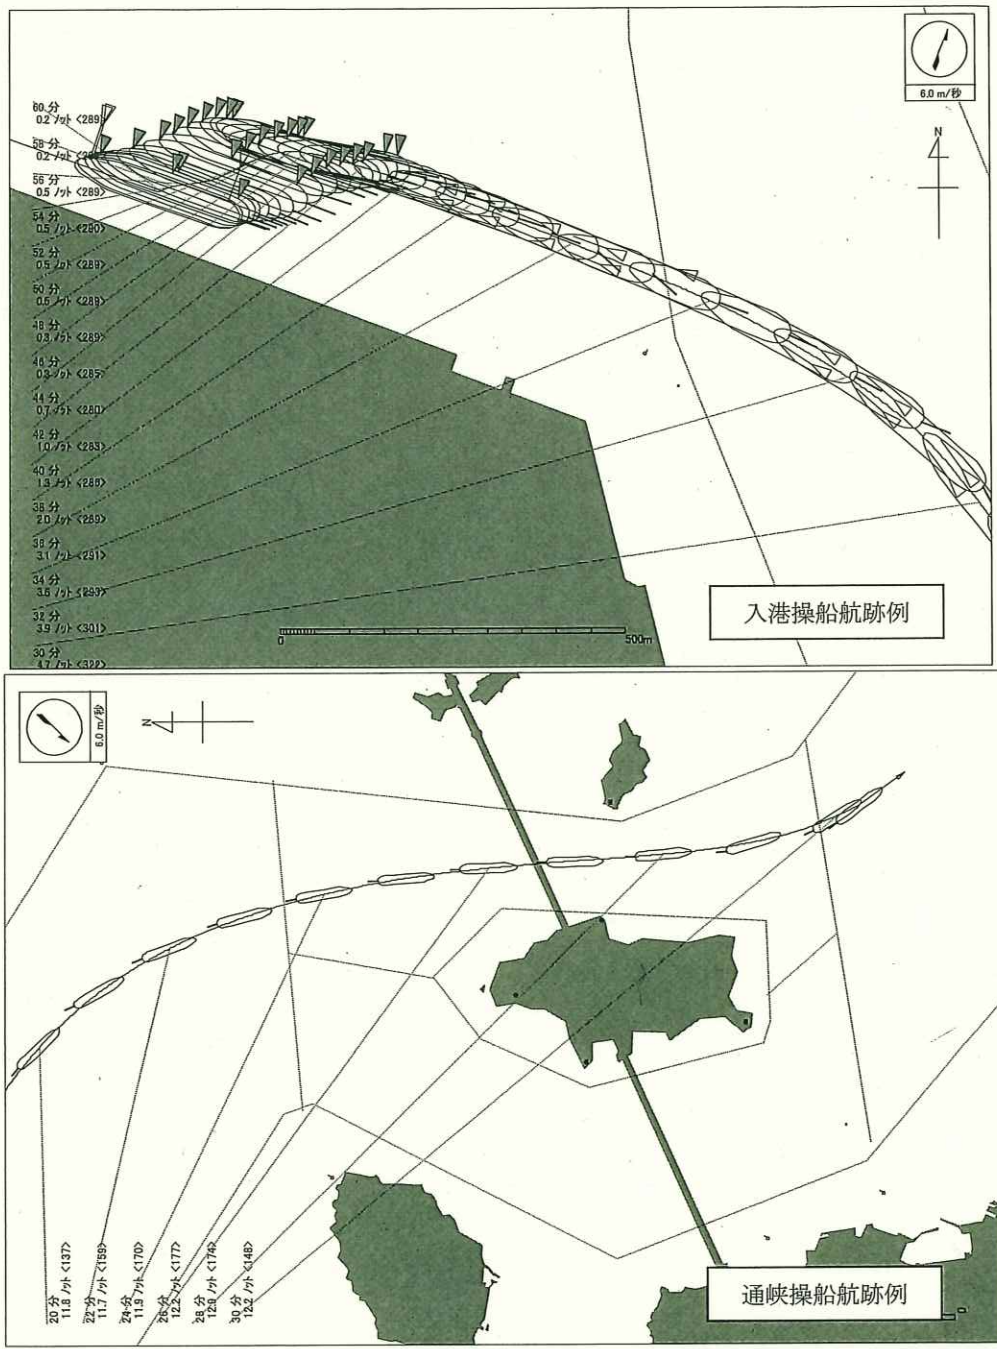 6.0 m/秒
N
60 分
0.2 ノット <289>
58 分
0.2 ノット
56 分
0.5 ノット <289>
54 分
0.5 ノット <290>
52 分
0.5 ノット <289>
50 分
0.5 ノット <289>
48 分
0.3 ノット <289>
46 分
0.3 ノット <285>
44 分
0.7 ノット <280>
42 分
1.0 ノット <283>
40 分
1.3 ノット <286>
38 分
2.0 ノット <289>
36 分
3.1 ノット <291>
34 分
3.6 ノット <293>
32 分
3.9 ノット <301>
30 分
4.7 ノット <322>
0
500m
入港操船航跡例
6.0 m/秒
N
20 分
11.8 ノット <137>
22 分
11.7 ノット <159>
24 分
11.9 ノット <170>
26 分
12.2 ノット <177>
28 分
12.9 ノット <174>
30 分
12.2 ノット <148>
通峡操船航跡例